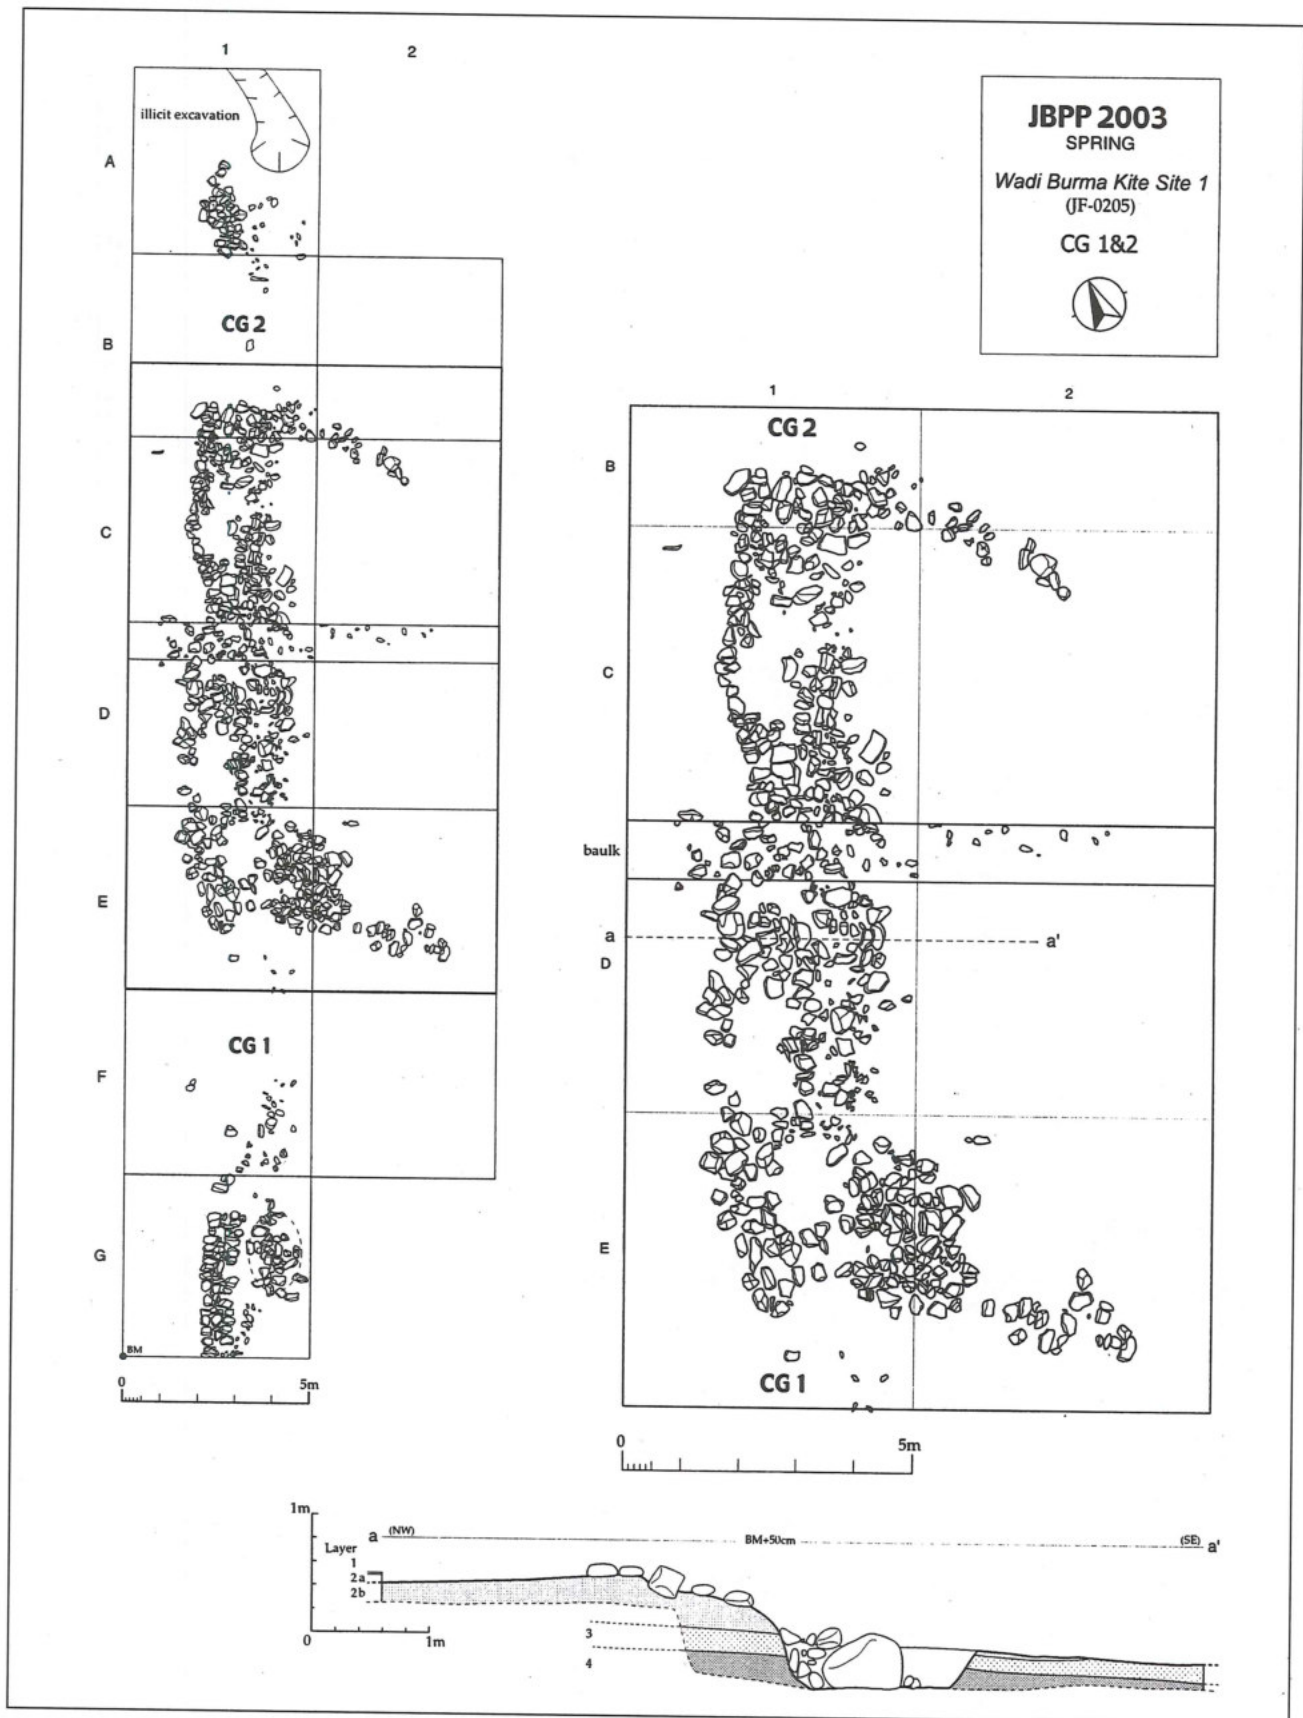 1 2
illicit excavation
A
CG 2
B
C
D
E
CG 1
F
G
BM
0 5m
JBPP 2003
SPRING
Wadi Burma Kite Site 1
(JF-0205)
CG 1&2
1 2
CG 2
B
C
baulk
a a'
D
E
CG 1
0 5m
1m
a (NW) BM+50cm (SE) a'
Layer
1
2a
2b
3
0 1m
4